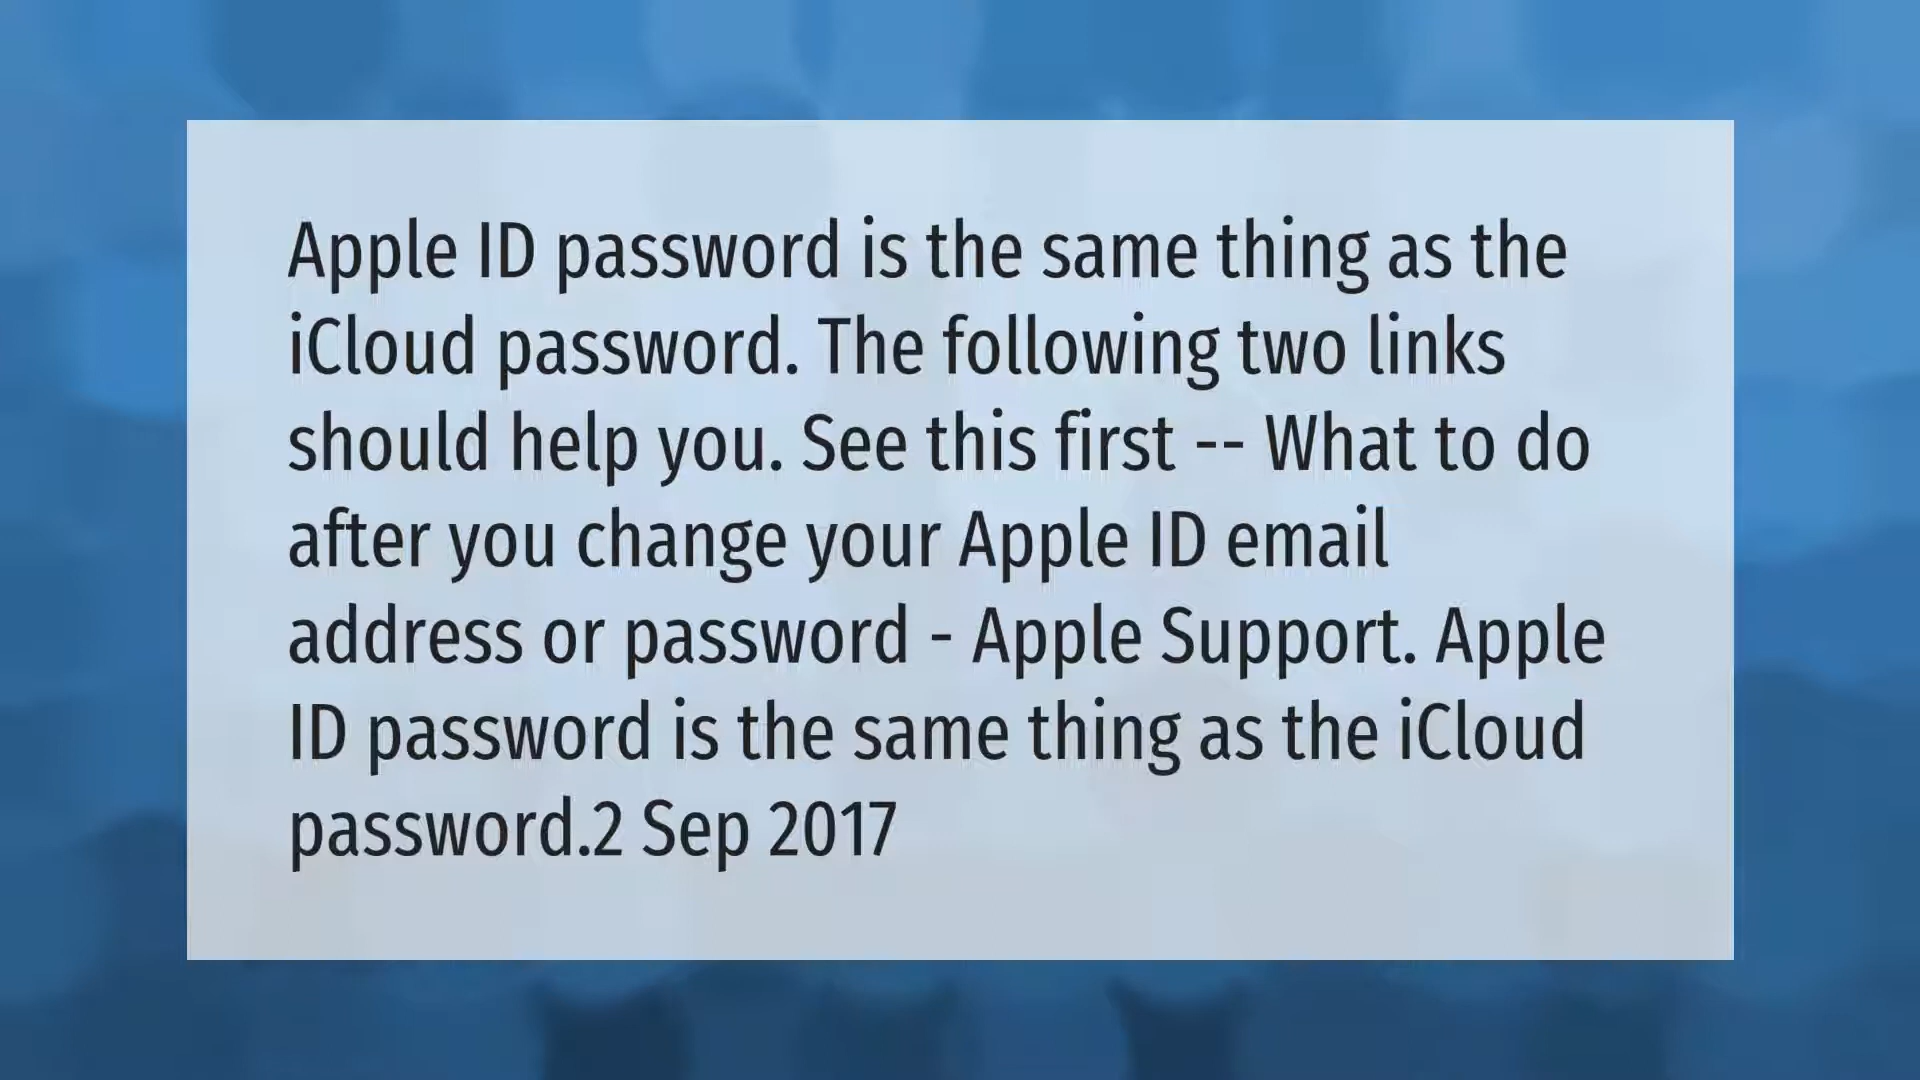 Apple ID password is the same thing as the
iCloud password. The following two links
should help you. See this first -- What to do
after you change your Apple ID email
address or password - Apple Support. Apple
ID password is the same thing as the iCloud
password.2 Sep 2017